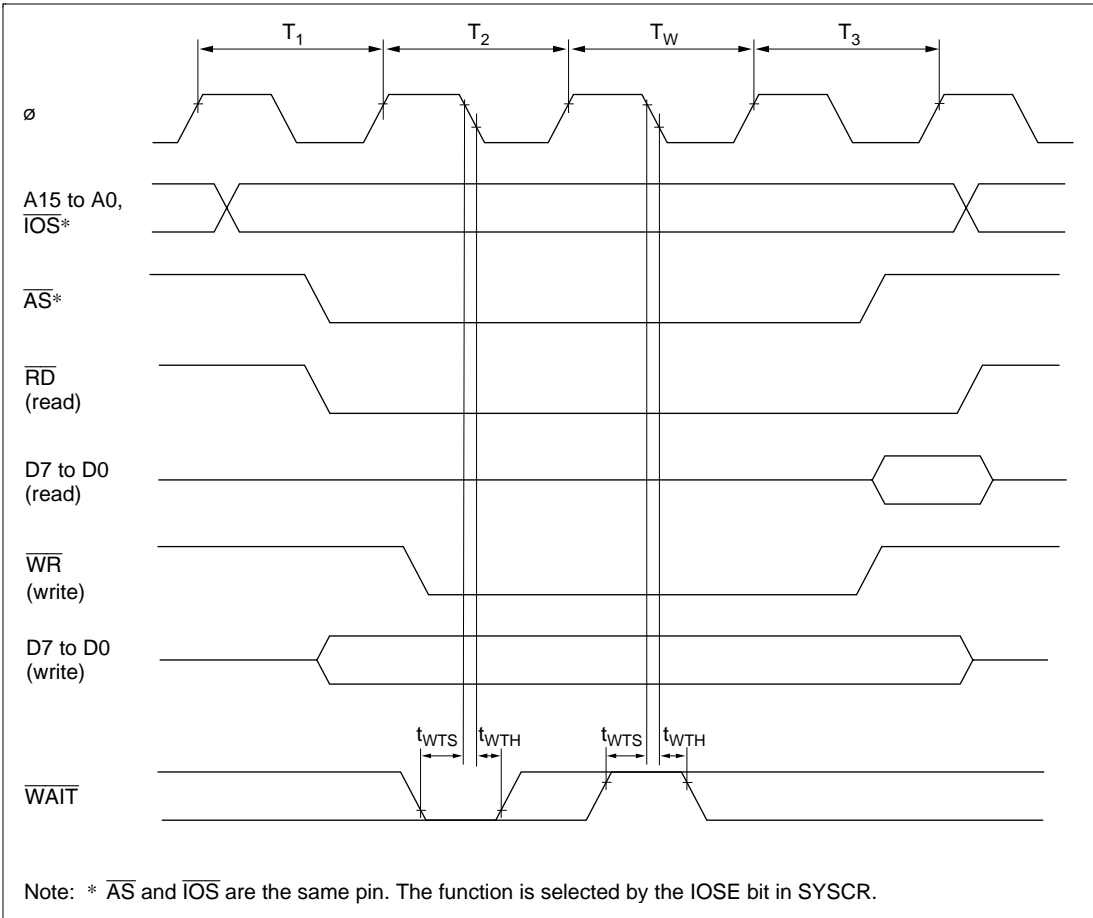 T1 T2 TW T3
ø
A15 to A0,
IOS*
AS*
RD
(read)
D7 to D0
(read)
WR
(write)
D7 to D0
(write)
tWTS tWTH tWTS tWTH
WAIT
Note: * AS and IOS are the same pin. The function is selected by the IOSE bit in SYSCR.